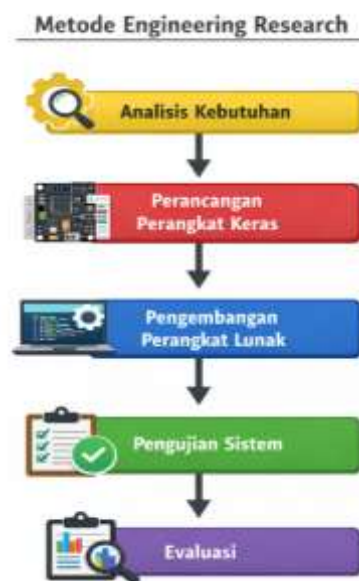 Metode Engineering Research
Analisis Kebutuhan
Perancangan
Perangkat Keras
Pengembangan
Perangkat Lunak
Pengujian Sistem
Evaluasi